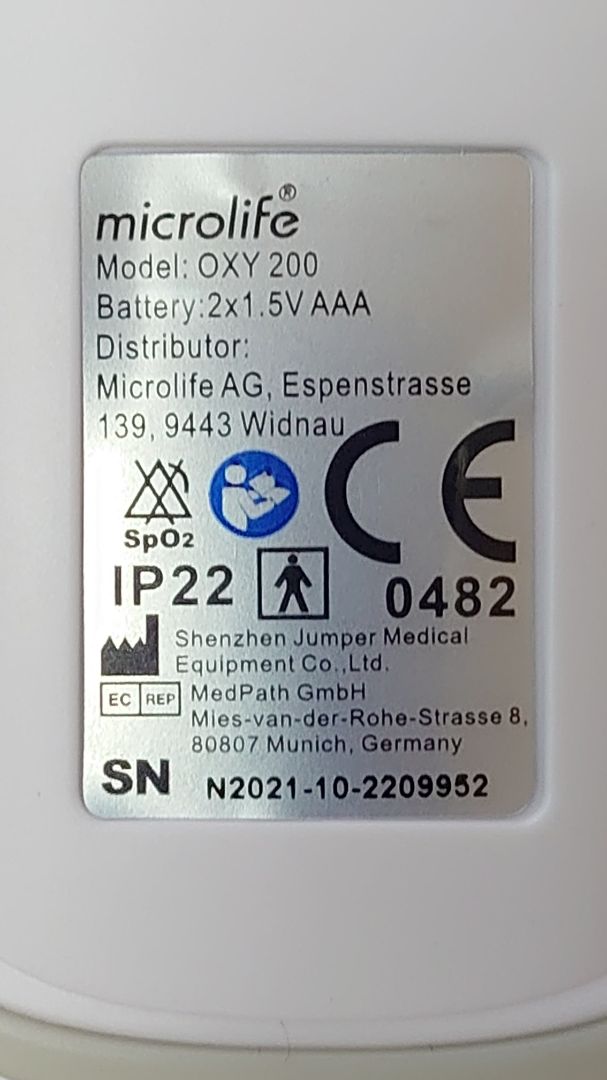 microlife®
Model: OXY 200
Battery:2x1.5V AAA
Distributor:
Microlife AG, Espenstrasse
139, 9443 Widnau
CE
SpO2
IP22
0482
Shenzhen Jumper Medical
Equipment Co.,Ltd.
EC REP
MedPath GmbH
Mies-van-der-Rohe-Strasse 8,
80807 Munich, Germany
SN N2021-10-2209952